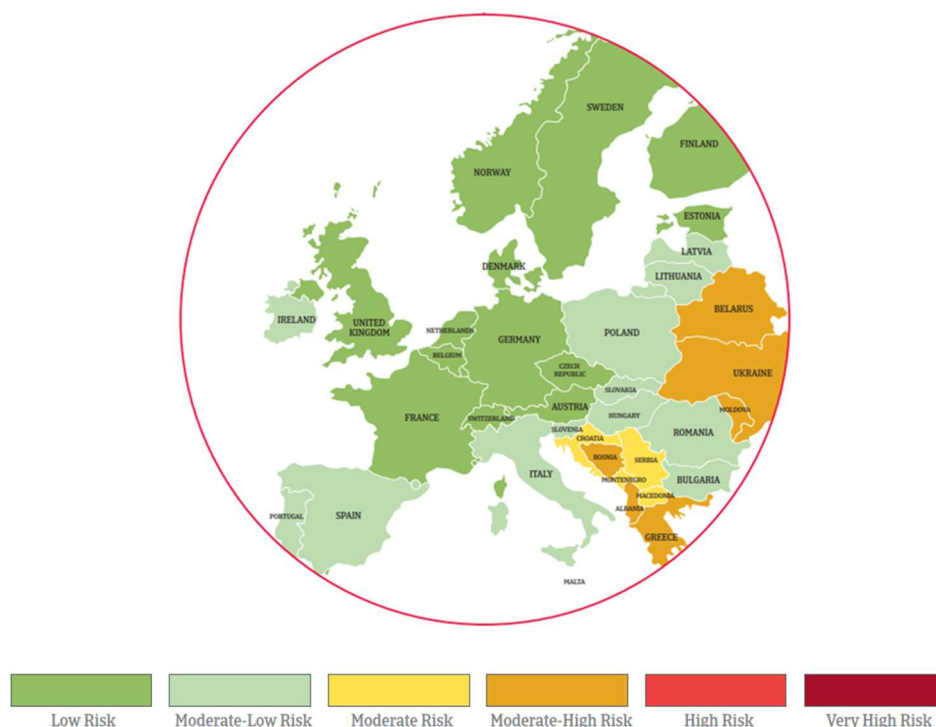 SWEDEN
FINLAND
NORWAY
ESTONIA
LATVIA
DENMARK
LITHUANIA
BELARUS
IRELAND
UNITED
KINGDOM
NETHERLANDS
GERMANY
POLAND
BELGIUM
CZECH
REPUBLIC
UKRAINE
SLOVAKIA
AUSTRIA
MOLDOVA
FRANCE
SWITZERLAND
HUNGARY
SLOVENIA
ROMANIA
CROATIA
BOSNIA
SERBIA
ITALY
MONTENEGRO
BULGARIA
MACEDONIA
PORTUGAL
SPAIN
ALBANIA
GREECE
MALTA
Low Risk
Moderate-Low Risk
Moderate Risk
Moderate-High Risk
High Risk
Very High Risk